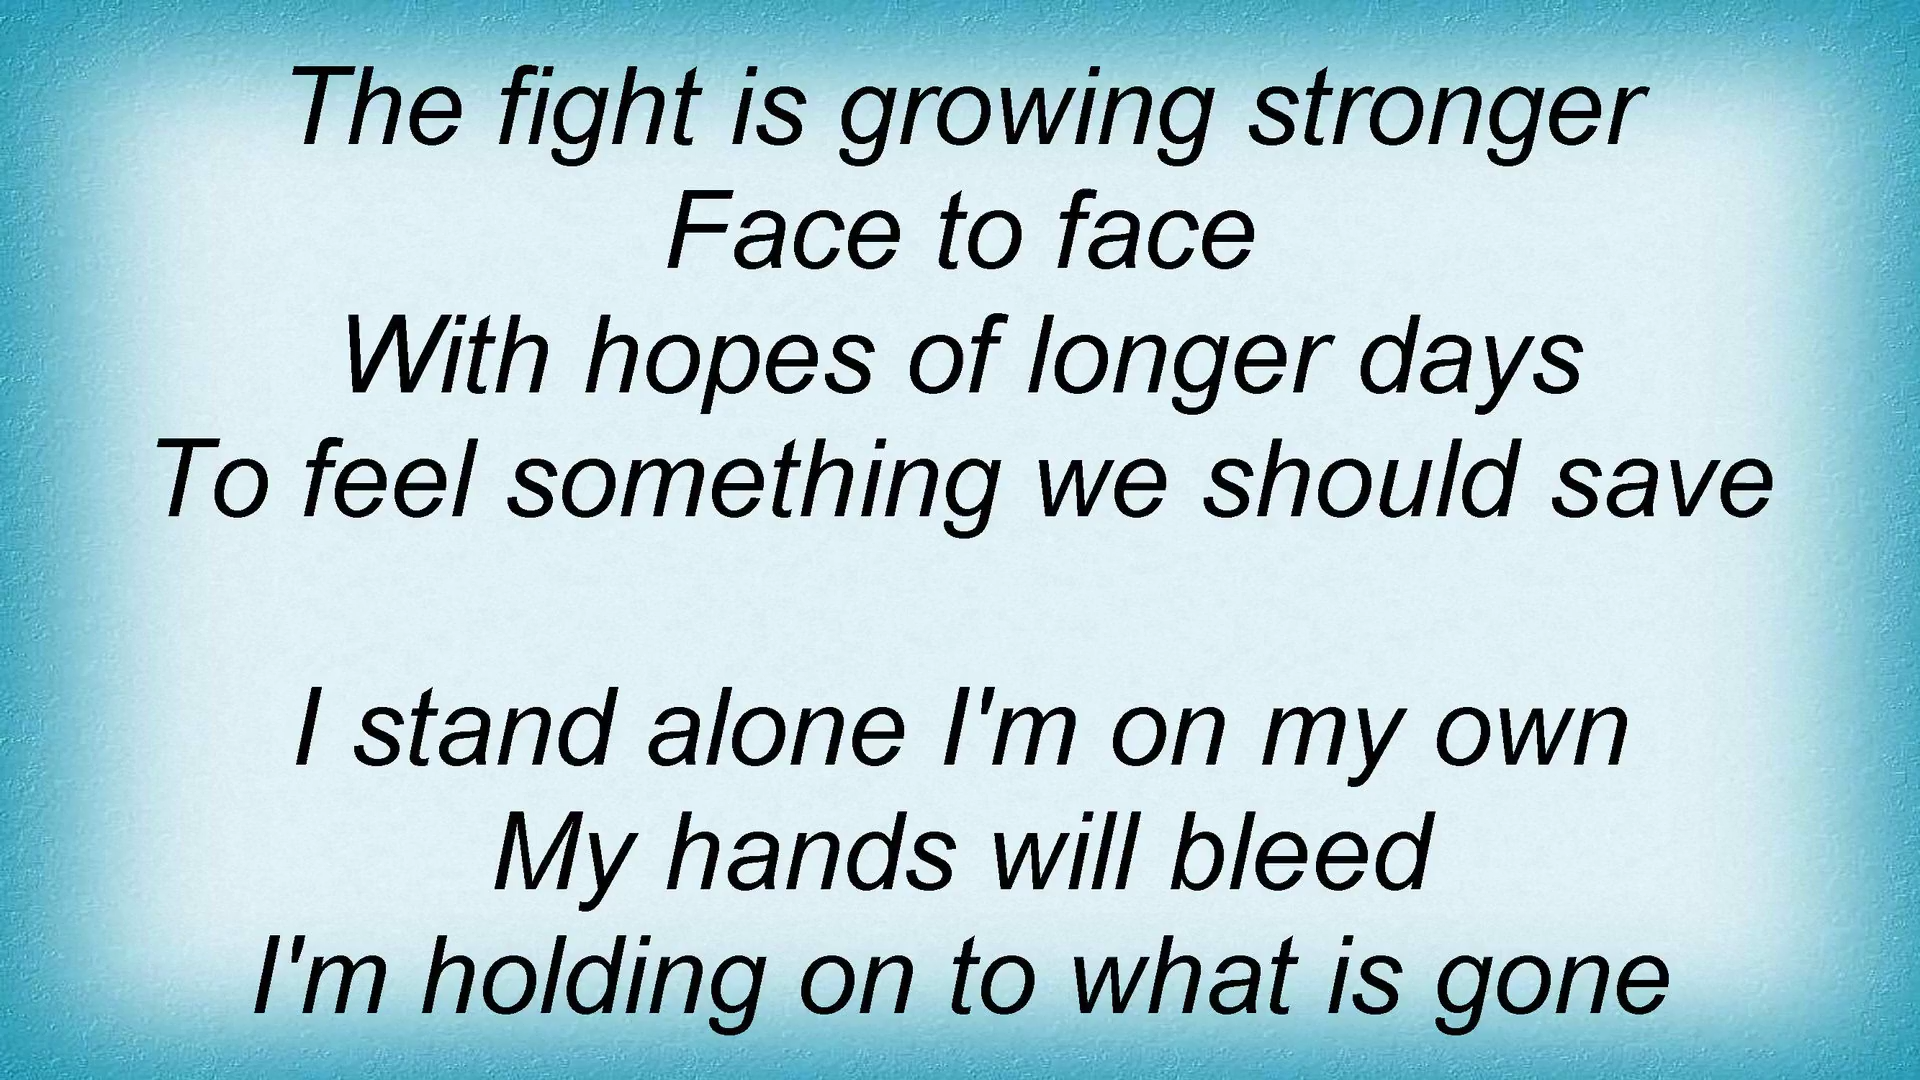 The fight is growing stronger
Face to face
With hopes of longer days
To feel something we should save
I stand alone I'm on my own
My hands will bleed
I'm holding on to what is gone